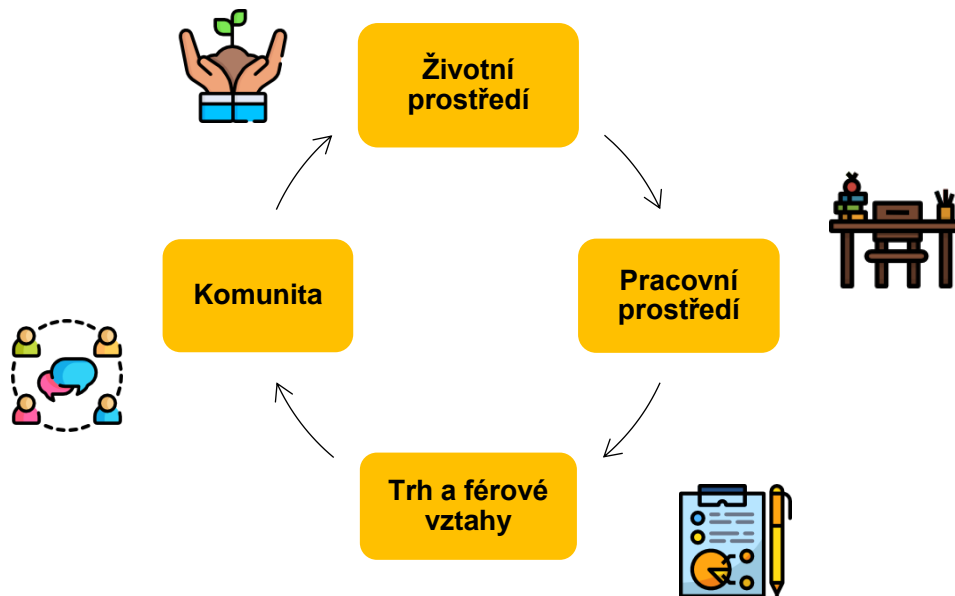 Životní
prostředí
Pracovní
prostředí
Trh a férové
vztahy
Komunita